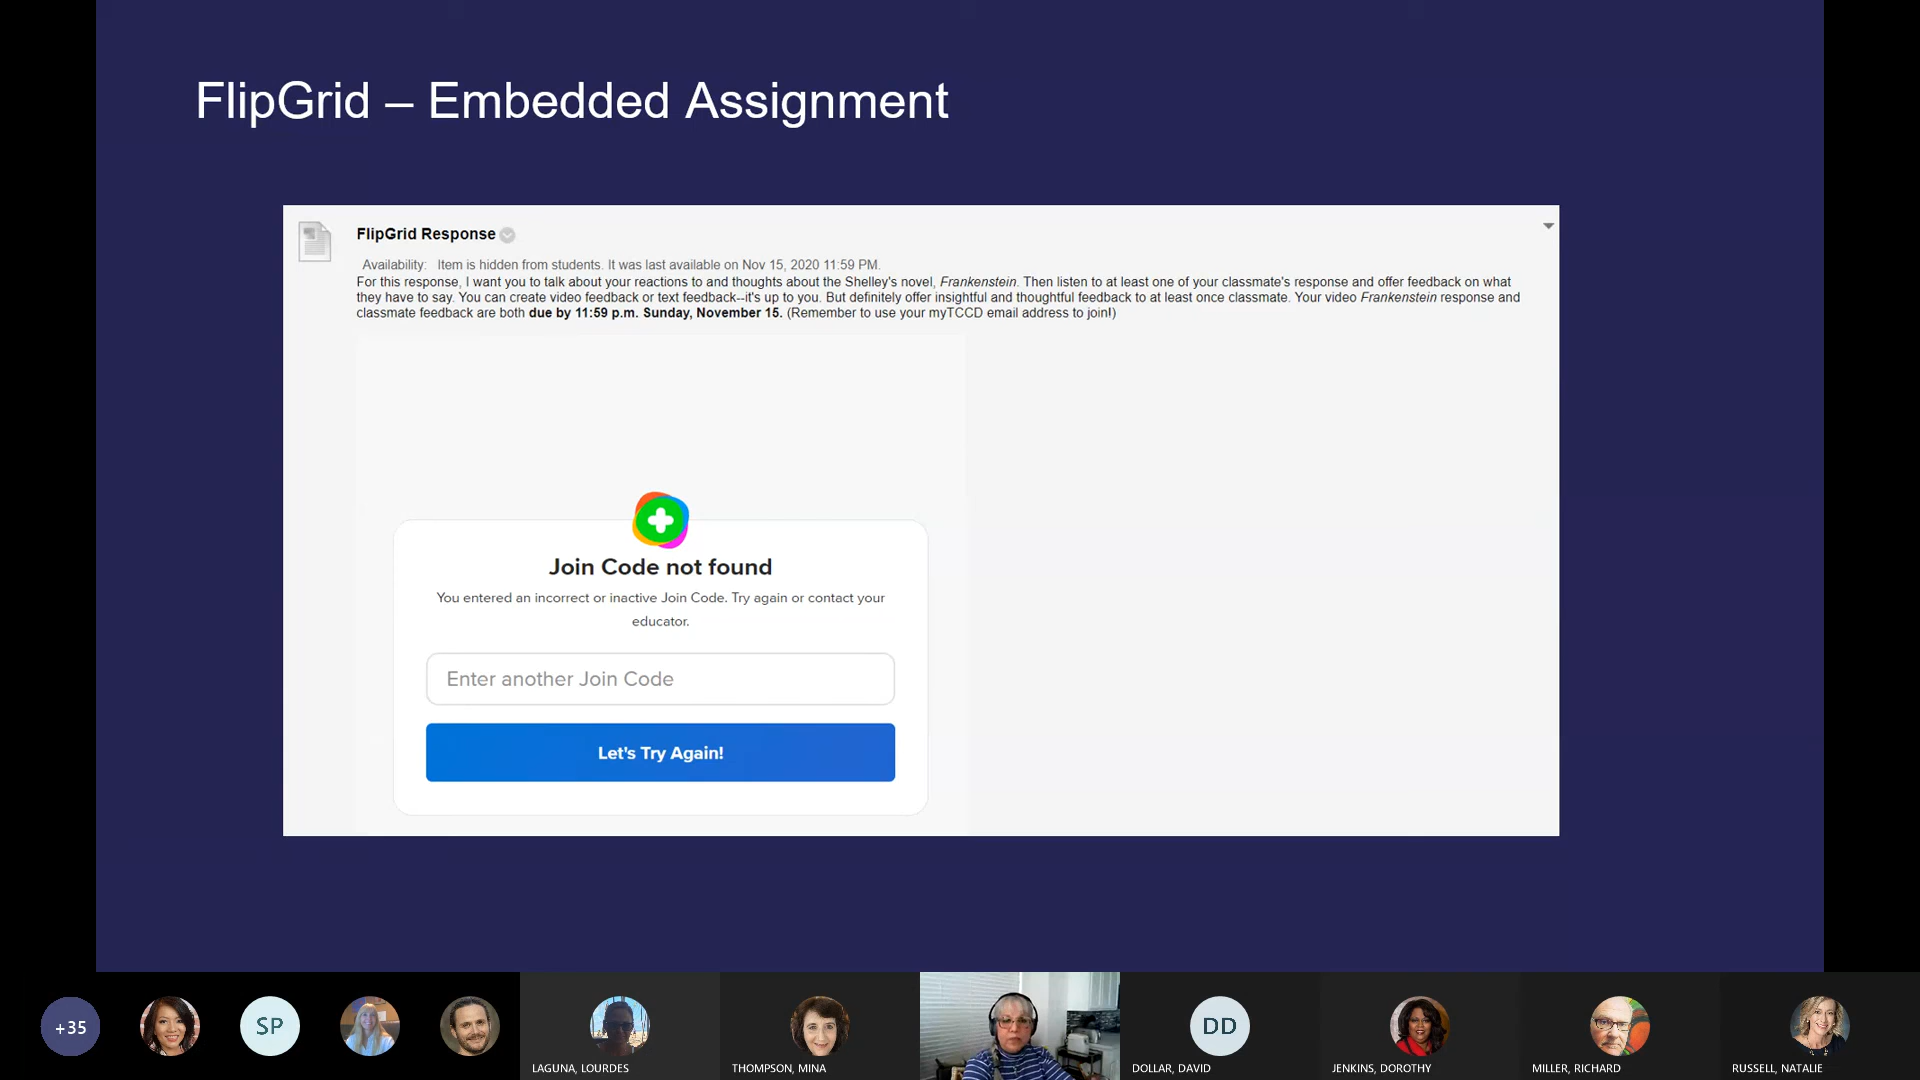 FlipGrid – Embedded Assignment
FlipGrid Response
Availability: Item is hidden from students. It was last available on Nov 15, 2020 11:59 PM.
For this response, I want you to talk about your reactions to and thoughts about the Shelley's novel, Frankenstein. Then listen to at least one of your classmate's response and offer feedback on what
they have to say. You can create video feedback or text feedback--it's up to you. But definitely offer insightful and thoughtful feedback to at least once classmate. Your video Frankenstein response and
classmate feedback are both due by 11:59 p.m. Sunday, November 15. (Remember to use your myTCCD email address to join!)
Join Code not found
You entered an incorrect or inactive Join Code. Try again or contact your
educator.
Enter another Join Code
Let's Try Again!
+35
SP
DD
LAGUNA, LOURDES
THOMPSON, MINA
DOLLAR, DAVID
JENKINS, DOROTHY
MILLER, RICHARD
RUSSELL, NATALIE